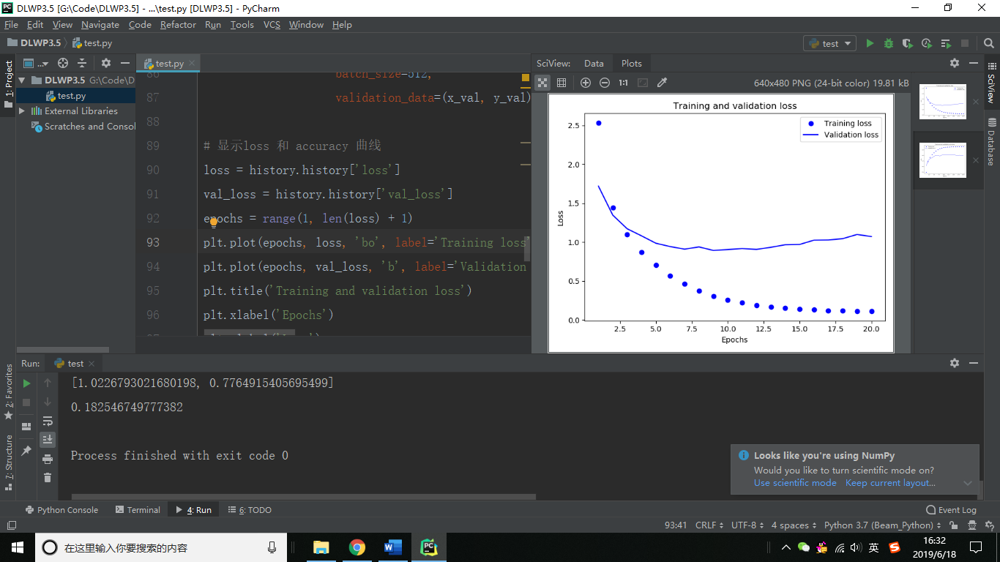 DLWP3.5 [G:\Code\DLWP3.5] - ...\test.py [DLWP3.5] - PyCharm
File Edit View Navigate Code Refactor Run Tools VCS Window Help
DLWP3.5 test.py test
1: Project
...
DLWP3.5 G:\Code\D
test.py
External Libraries
Scratches and Consol
test.py
86 batch_size=512,
87 validation_data=(x_val, y_val)
88
89 # 显示loss 和 accuracy 曲线
90 loss = history.history['loss']
91 val_loss = history.history['val_loss']
92 epochs = range(1, len(loss) + 1)
93 plt.plot(epochs, loss, 'bo', label='Training loss'
94 plt.plot(epochs, val_loss, 'b', label='Validation
95 plt.title('Training and validation loss')
96 plt.xlabel('Epochs')
SciView: Data Plots
1:1 640x480 PNG (24-bit color) 19.81 kB
Training and validation loss
Training loss
Validation loss
2.5
2.0
1.5
1.0
0.5
0.0
Loss
2.5 5.0 7.5 10.0 12.5 15.0 17.5 20.0
Epochs
SciView
Database
2: Favorites
7: Structure
Run: test
[1.0226793021680198, 0.7764915405695499]
0.182546749777382
Process finished with exit code 0
Looks like you're using NumPy
Would you like to turn scientific mode on?
Use scientific mode Keep current layout...
Python Console Terminal 4: Run 6: TODO Event Log
93:41 CRLF UTF-8 4 spaces Python 3.7 (Beam_Python)
在这里输入你要搜索的内容
英
16:32
2019/6/18